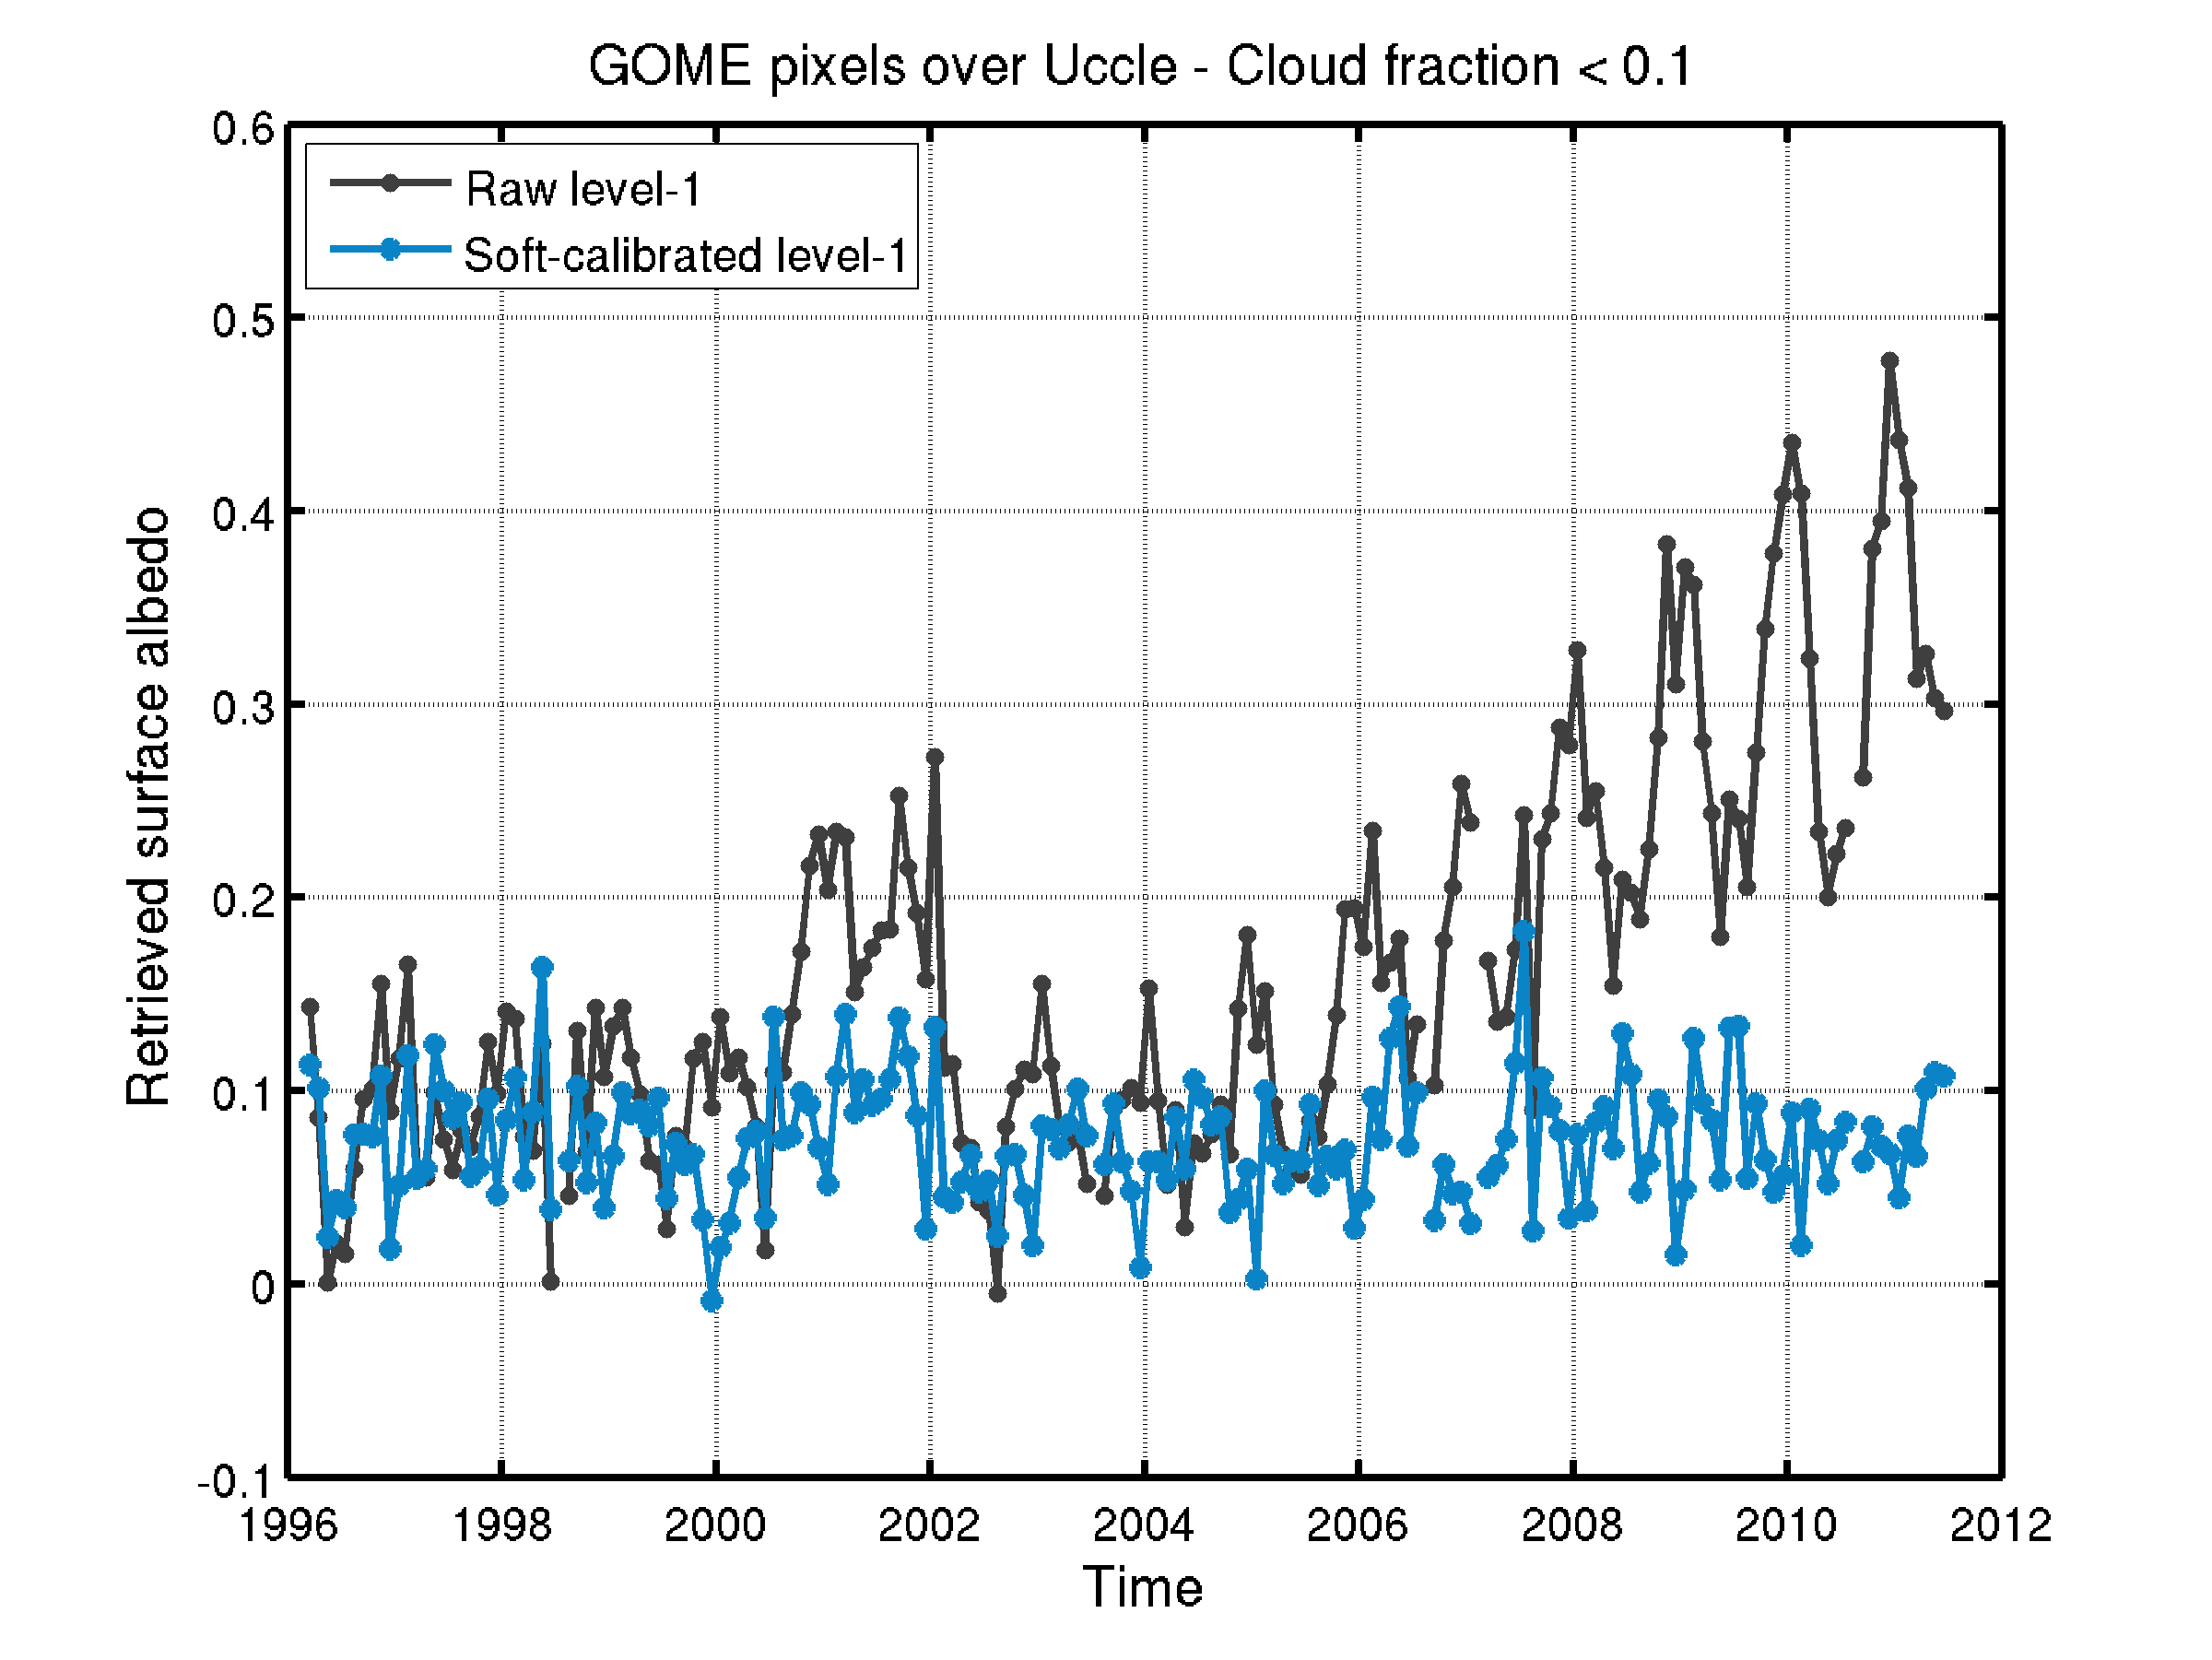 GOME pixels over Uccle - Cloud fraction < 0.1
Raw level-1
Soft-calibrated level-1
Retrieved surface albedo
0.6
0.5
0.4
0.3
0.2
0.1
0
-0.1
1996 1998 2000 2002 2004 2006 2008 2010 2012
Time